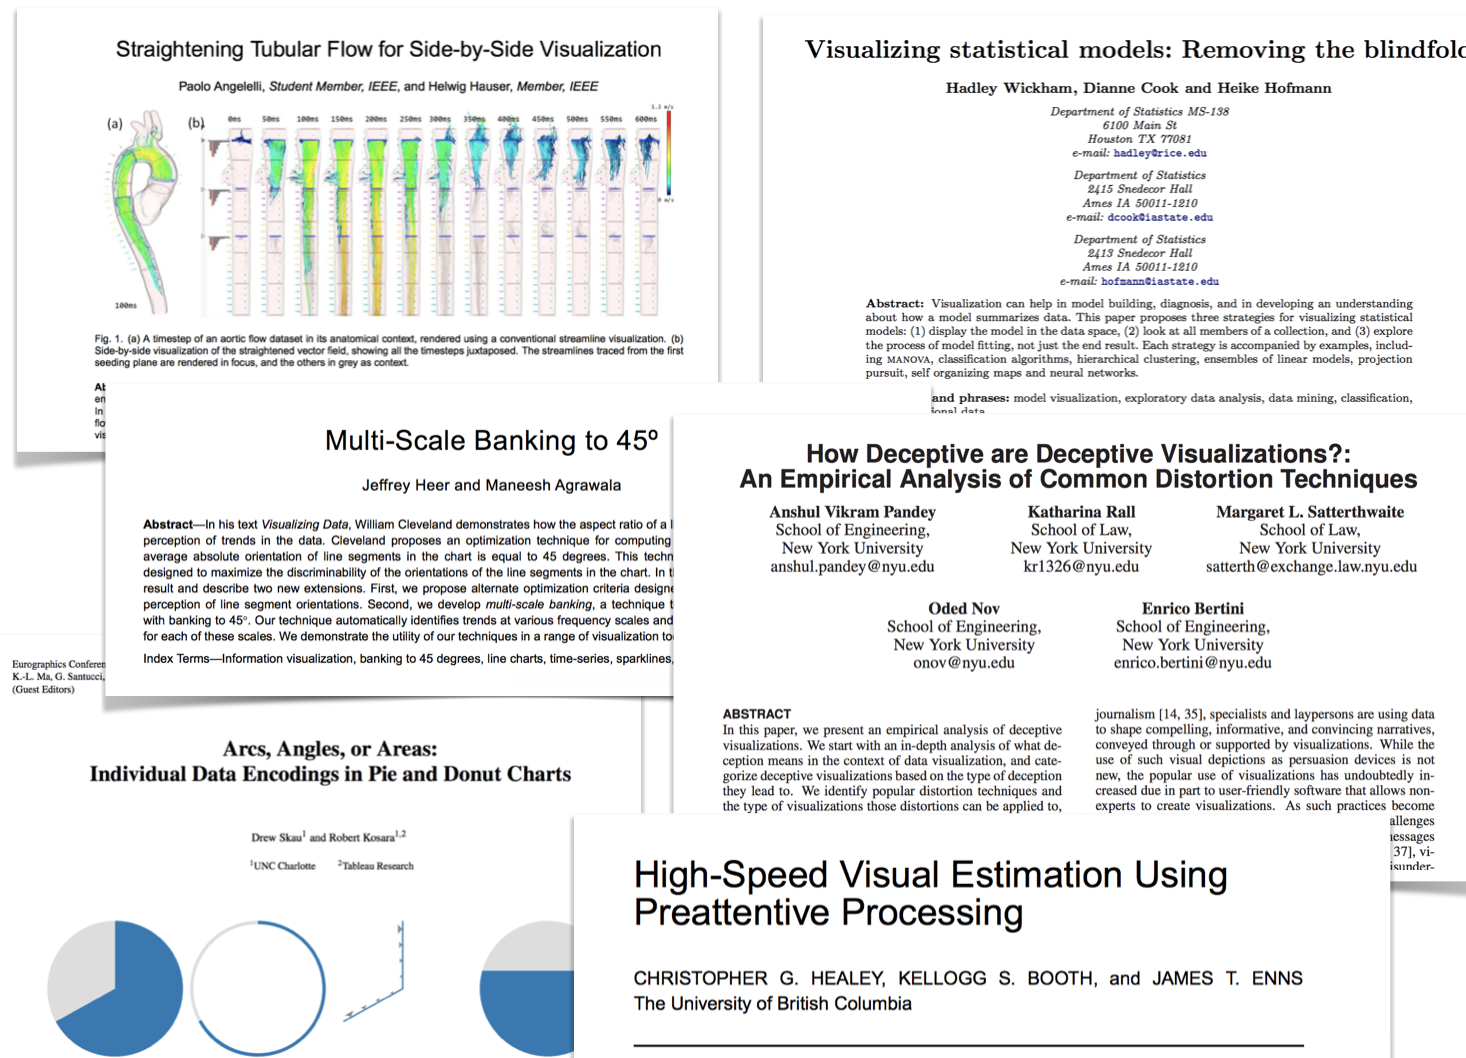 Straightening Tubular Flow for Side-by-Side Visualization
Paolo Angelelli, Student Member, IEEE, and Helwig Hauser, Member, IEEE
(a)
(b)
0ms 50ms 100ms 150ms 200ms 250ms 300ms 350ms 400ms 450ms 500ms 550ms 600ms
1.2 m/s
0 m/s
100ms
Fig. 1. (a) A timestep of an aortic flow dataset in its anatomical context, rendered using a conventional streamline visualization. (b)
Side-by-side visualization of the straightened vector field, showing all the timesteps juxtaposed. The streamlines traced from the first
seeding plane are rendered in focus, and the others in grey as context.
Ab
en
In
flo
vis
Visualizing statistical models: Removing the blindfold
Hadley Wickham, Dianne Cook and Heike Hofmann
Department of Statistics MS-138
6100 Main St
Houston TX 77081
e-mail: hadley@rice.edu
Department of Statistics
2415 Snedecor Hall
Ames IA 50011-1210
e-mail: dcook@iastate.edu
Department of Statistics
2413 Snedecor Hall
Ames IA 50011-1210
e-mail: hofmann@iastate.edu
Abstract: Visualization can help in model building, diagnosis, and in developing an understanding
about how a model summarizes data. This paper proposes three strategies for visualizing statistical
models: (1) display the model in the data space, (2) look at all members of a collection, and (3) explore
the process of model fitting, not just the end result. Each strategy is accompanied by examples, includ-
ing MANOVA, classification algorithms, hierarchical clustering, ensembles of linear models, projection
pursuit, self organizing maps and neural networks.
and phrases: model visualization, exploratory data analysis, data mining, classification,
ional data
Multi-Scale Banking to 45º
Jeffrey Heer and Maneesh Agrawala
Abstract—In his text Visualizing Data, William Cleveland demonstrates how the aspect ratio of a l
perception of trends in the data. Cleveland proposes an optimization technique for computing
average absolute orientation of line segments in the chart is equal to 45 degrees. This techn
designed to maximize the discriminability of the orientations of the line segments in the chart. In t
result and describe two new extensions. First, we propose alternate optimization criteria designe
perception of line segment orientations. Second, we develop multi-scale banking, a technique t
with banking to 45°. Our technique automatically identifies trends at various frequency scales and
for each of these scales. We demonstrate the utility of our techniques in a range of visualization to
Index Terms—Information visualization, banking to 45 degrees, line charts, time-series, sparklines,
How Deceptive are Deceptive Visualizations?:
An Empirical Analysis of Common Distortion Techniques
Anshul Vikram Pandey
School of Engineering,
New York University
anshul.pandey@nyu.edu
Katharina Rall
School of Law,
New York University
kr1326@nyu.edu
Margaret L. Satterthwaite
School of Law,
New York University
satterth@exchange.law.nyu.edu
Oded Nov
School of Engineering,
New York University
onov@nyu.edu
Enrico Bertini
School of Engineering,
New York University
enrico.bertini@nyu.edu
ABSTRACT
In this paper, we present an empirical analysis of deceptive
visualizations. We start with an in-depth analysis of what de-
ception means in the context of data visualization, and cate-
gorize deceptive visualizations based on the type of deception
they lead to. We identify popular distortion techniques and
the type of visualizations those distortions can be applied to,
journalism [14, 35], specialists and laypersons are using data
to shape compelling, informative, and convincing narratives,
conveyed through or supported by visualizations. While the
use of such visual depictions as persuasion devices is not
new, the popular use of visualizations has undoubtedly in-
creased due in part to user-friendly software that allows non-
experts to create visualizations. As such practices become
allenges
essages
37], vi-
isunder-
Eurographics Conferen
K.-L. Ma, G. Santucci,
(Guest Editors)
Arcs, Angles, or Areas:
Individual Data Encodings in Pie and Donut Charts
Drew Skau1 and Robert Kosara1,2
1UNC Charlotte 2Tableau Research
High-Speed Visual Estimation Using
Preattentive Processing
CHRISTOPHER G. HEALEY, KELLOGG S. BOOTH, and JAMES T. ENNS
The University of British Columbia